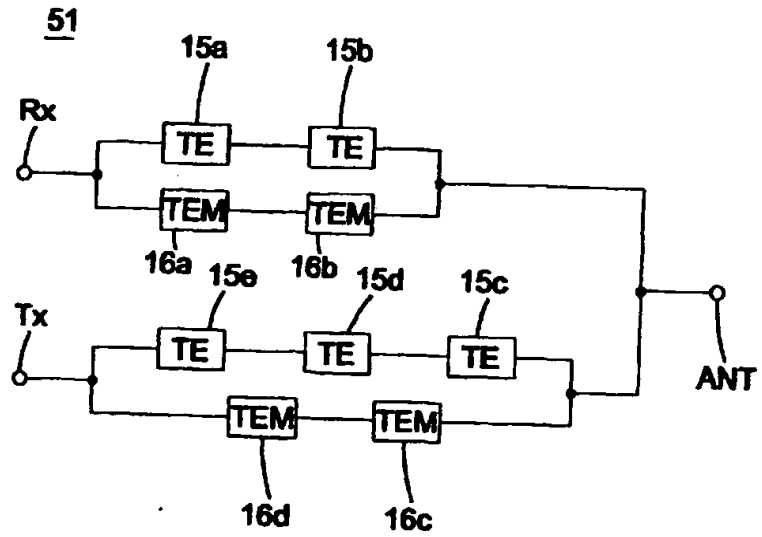 51
15a 15b
Rx
TE TE
TEM TEM
16a 16b
15e 15d 15c
Tx
TE TE TE
ANT
TEM TEM
16d 16c